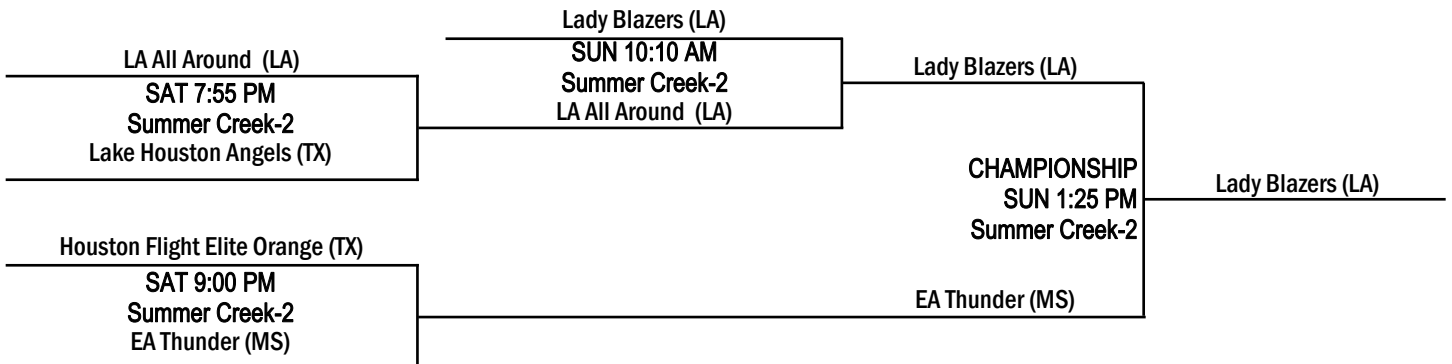 Lady Blazers (LA)
LA All Around (LA)
SUN 10:10 AM
SAT 7:55 PM
Summer Creek-2
Lady Blazers (LA)
Summer Creek-2
LA All Around (LA)
Lake Houston Angels (TX)
CHAMPIONSHIP
SUN 1:25 PM
Lady Blazers (LA)
Summer Creek-2
Houston Flight Elite Orange (TX)
SAT 9:00 PM
Summer Creek-2
EA Thunder (MS)
EA Thunder (MS)